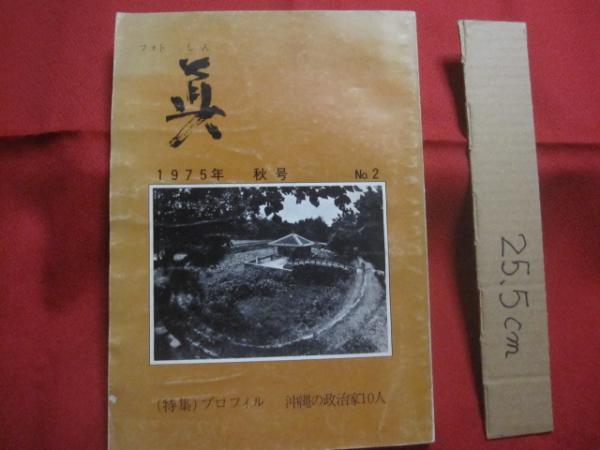 フォト しん
眞
1975年 秋号 No.2
(特集)プロフィル 沖縄の政治家10人
25.5cm